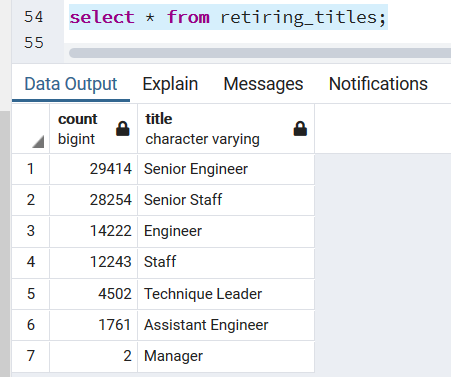 54 select * from retiring_titles;
55
Data Output Explain Messages Notifications
count title
bigint character varying
1 29414 Senior Engineer
2 28254 Senior Staff
3 14222 Engineer
4 12243 Staff
5 4502 Technique Leader
6 1761 Assistant Engineer
7 2 Manager